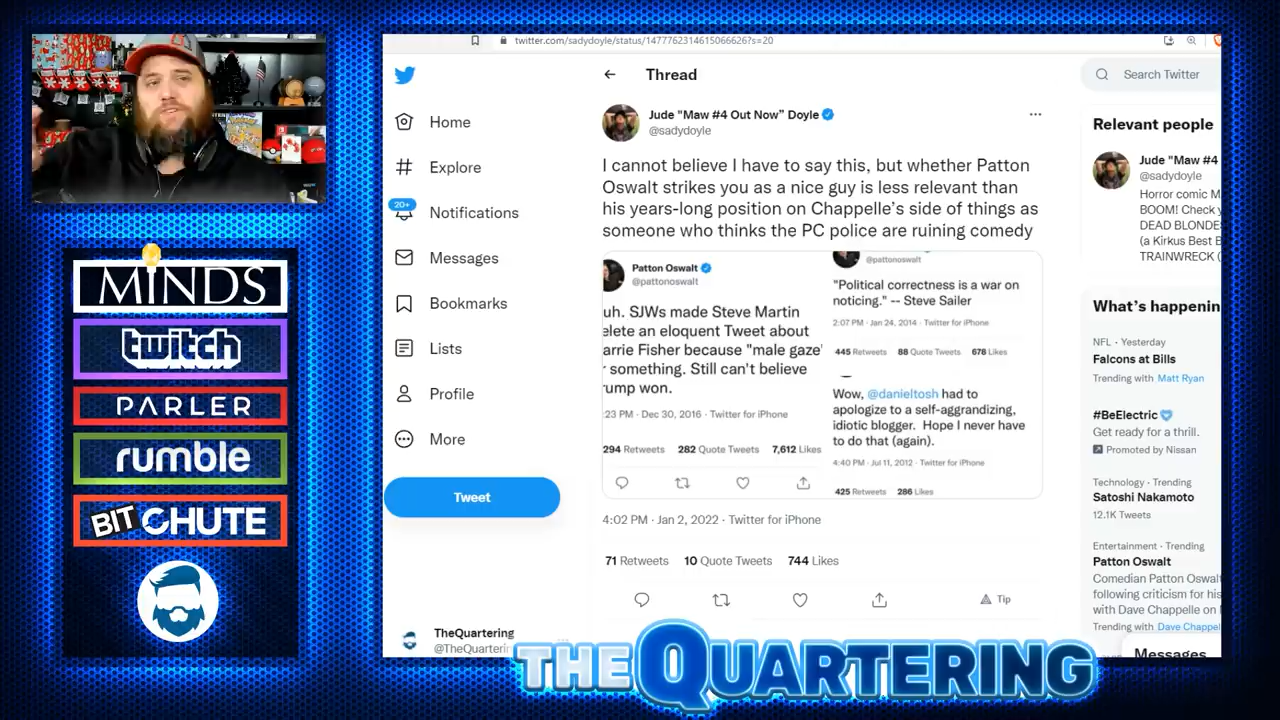 twitter.com/sadydoyle/status/1477762314615066626?s=20
MINDS
twitch
PARLER
rumble
BITCHUTE
Home
Explore
20+
Notifications
Messages
Bookmarks
Lists
Profile
More
Tweet
TheQuartering
@TheQuarterin
Thread
Jude "Maw #4 Out Now" Doyle
@sadydoyle
I cannot believe I have to say this, but whether Patton
Oswalt strikes you as a nice guy is less relevant than
his years-long position on Chappelle's side of things as
someone who thinks the PC police are ruining comedy
Patton Oswalt
@pattonoswalt
uh. SJWs made Steve Martin
elete an eloquent Tweet about
arrie Fisher because "male gaze'
r something. Still can't believe
rump won.
:23 PM · Dec 30, 2016 · Twitter for iPhone
294 Retweets 282 Quote Tweets 7,612 Likes
@pattonoswalt
"Political correctness is a war on
noticing." -- Steve Sailer
2:07 PM · Jan 24, 2014 · Twitter for iPhone
445 Retweets 88 Quote Tweets 678 Likes
Wow, @danieltosh had to
apologize to a self-aggrandizing,
idiotic blogger. Hope I never have
to do that (again).
4:40 PM · Jul 11, 2012 · Twitter for iPhone
425 Retweets 286 Likes
4:02 PM · Jan 2, 2022 · Twitter for iPhone
71 Retweets 10 Quote Tweets 744 Likes
Tip
Search Twitter
Relevant people
Jude "Maw #4
@sadydoyle
Horror comic M
BOOM! Check y
DEAD BLONDE
(a Kirkus Best B
TRAINWRECK (
What's happenin
NFL · Yesterday
Falcons at Bills
Trending with Matt Ryan
#BeElectric
Get ready for a thrill.
Promoted by Nissan
Technology · Trending
Satoshi Nakamoto
12.1K Tweets
Entertainment · Trending
Patton Oswalt
Comedian Patton Oswal
following criticism for his
with Dave Chappelle on
Trending with Dave Chappel
Messages
THE QUARTERING